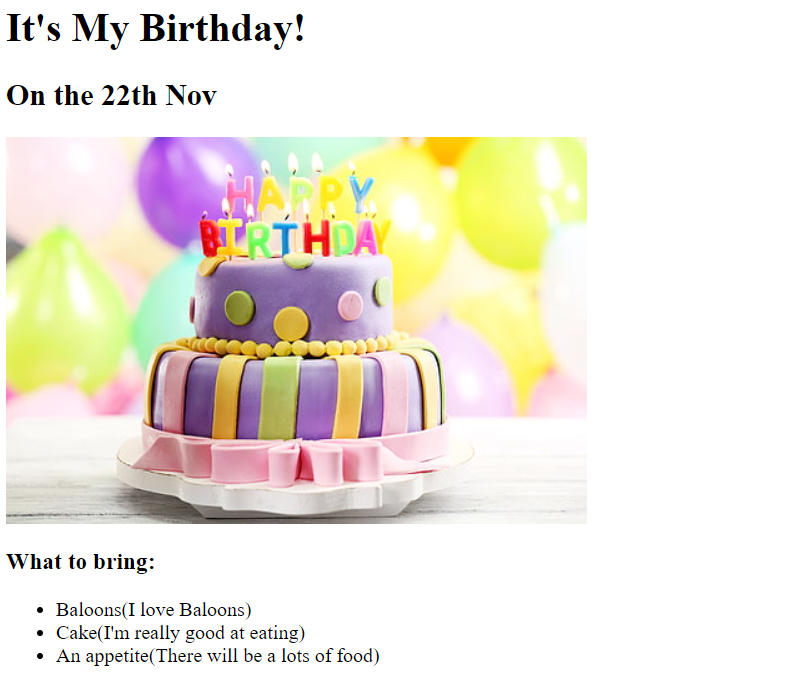 It's My Birthday!
On the 22th Nov
HAPPY
BIRTHDAY
What to bring:
Baloons(I love Baloons)
Cake(I'm really good at eating)
An appetite(There will be a lots of food)